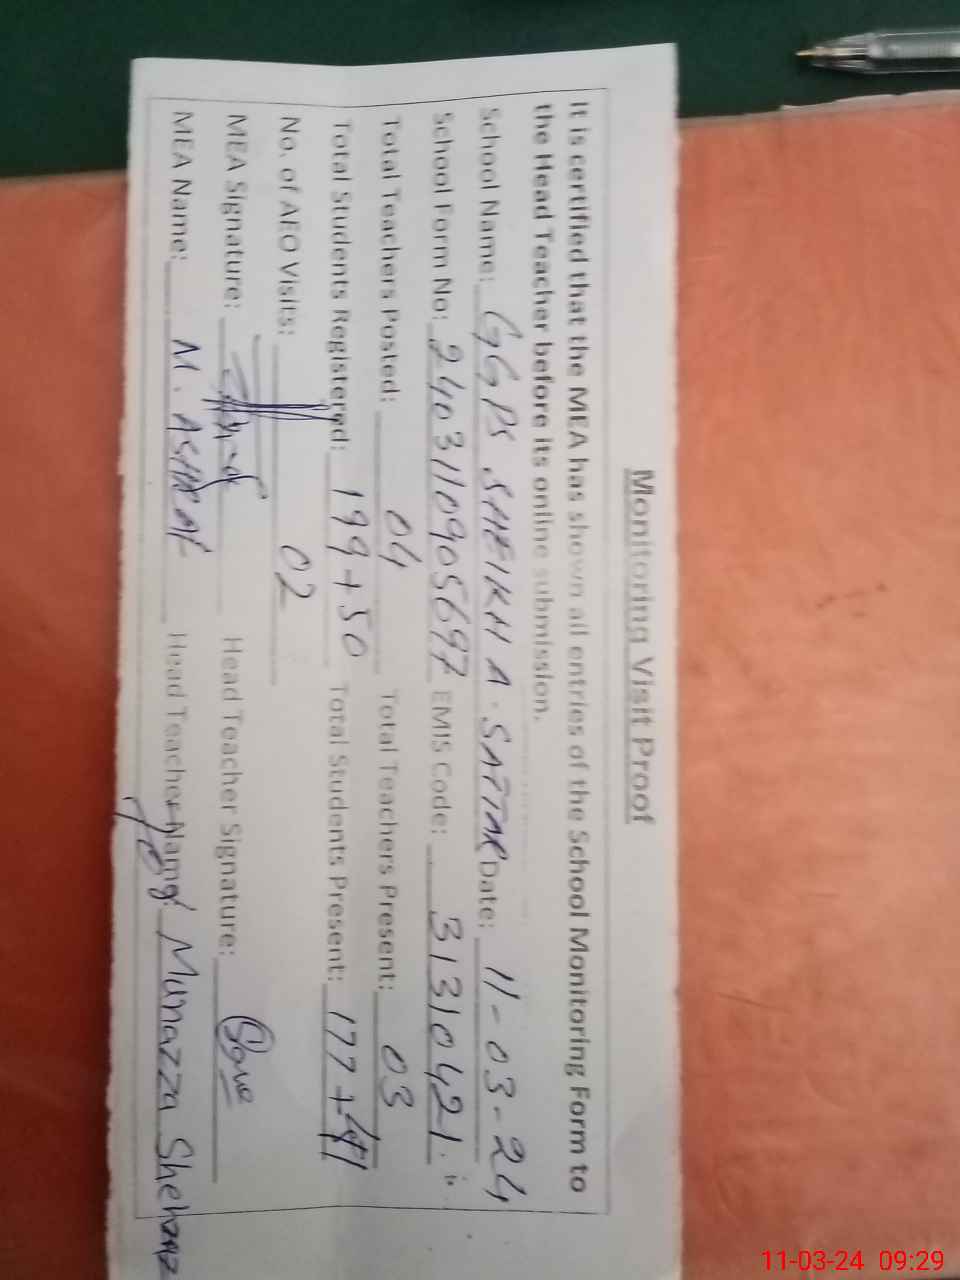 Monitoring Visit Proof
It is certified that the MEA has shown all entries of the School Monitoring Form to
the Head Teacher before its online submission.
School Name: GGPS SHEIKH A. SATTAR Date: 11-03-24
School Form No: 2403110905697 EMIS Code: 31310421
Total Teachers Posted: 04 Total Teachers Present: 03
Total Students Registered: 199+50 Total Students Present: 177+41
No. of AEO Visits: 02
MEA Signature: Head Teacher Signature:
MEA Name: M. ASHRAF Head Teacher Name: Munazza Shehnaz
11-03-24 09:29